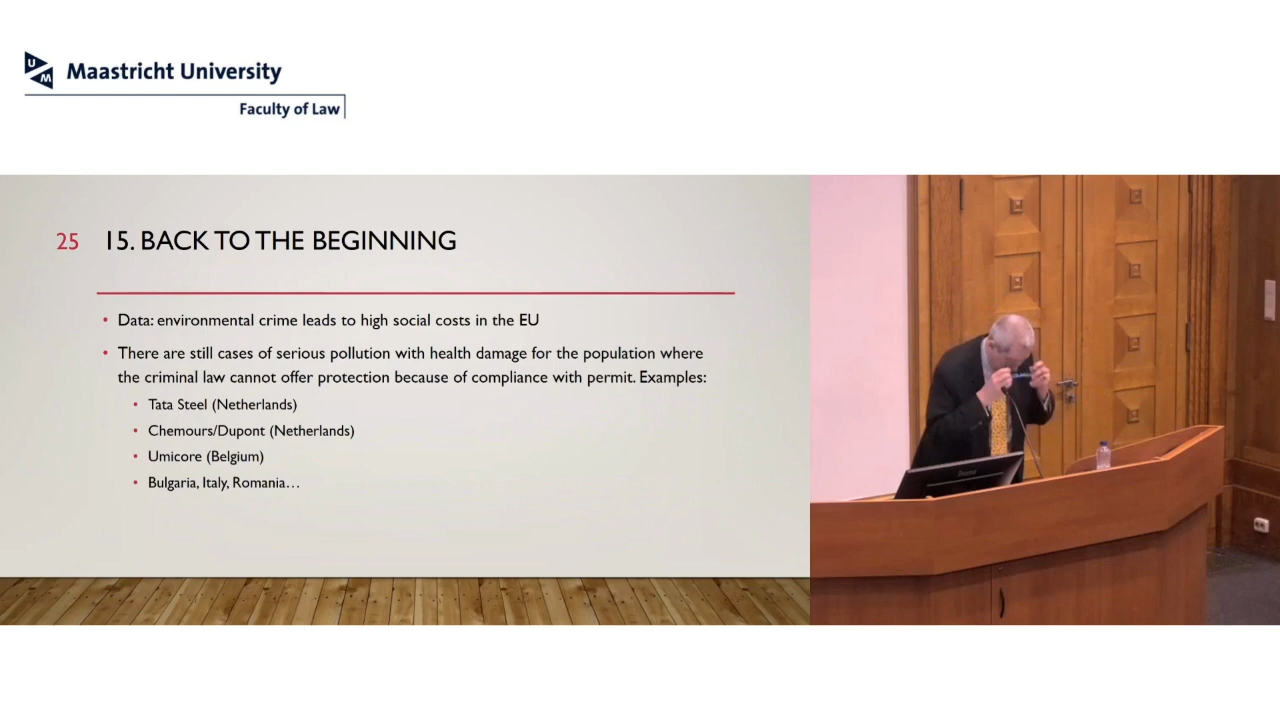 UM
Maastricht University
Faculty of Law
25 15. BACK TO THE BEGINNING
• Data: environmental crime leads to high social costs in the EU
• There are still cases of serious pollution with health damage for the population where
the criminal law cannot offer protection because of compliance with permit. Examples:
• Tata Steel (Netherlands)
• Chemours/Dupont (Netherlands)
• Umicore (Belgium)
• Bulgaria, Italy, Romania…